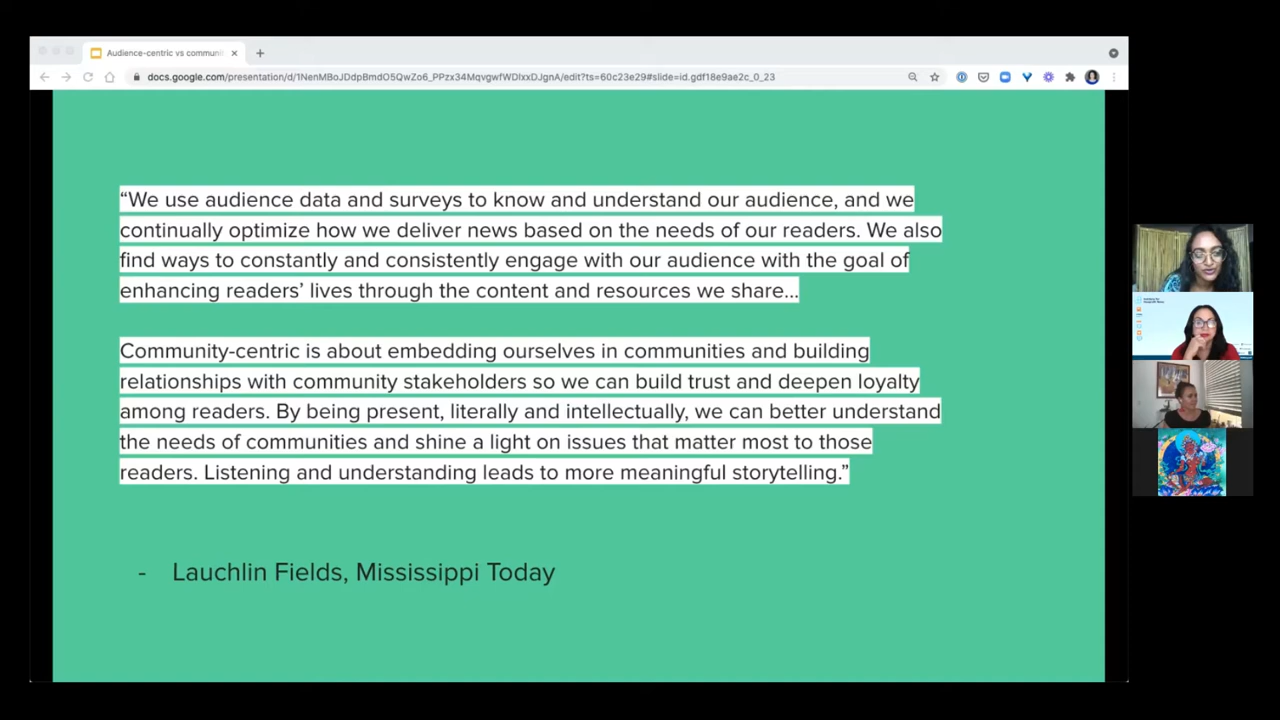 Audience-centric vs communi
docs.google.com/presentation/d/1NenMBoJDdpBmdO5QwZo6_PPzx34MqvgwfWDIxxDJgnA/edit?ts=60c23e29#slide=id.gdf18e9ae2c_0_23
“We use audience data and surveys to know and understand our audience, and we
continually optimize how we deliver news based on the needs of our readers. We also
find ways to constantly and consistently engage with our audience with the goal of
enhancing readers’ lives through the content and resources we share...
Community-centric is about embedding ourselves in communities and building
relationships with community stakeholders so we can build trust and deepen loyalty
among readers. By being present, literally and intellectually, we can better understand
the needs of communities and shine a light on issues that matter most to those
readers. Listening and understanding leads to more meaningful storytelling.”
- Lauchlin Fields, Mississippi Today